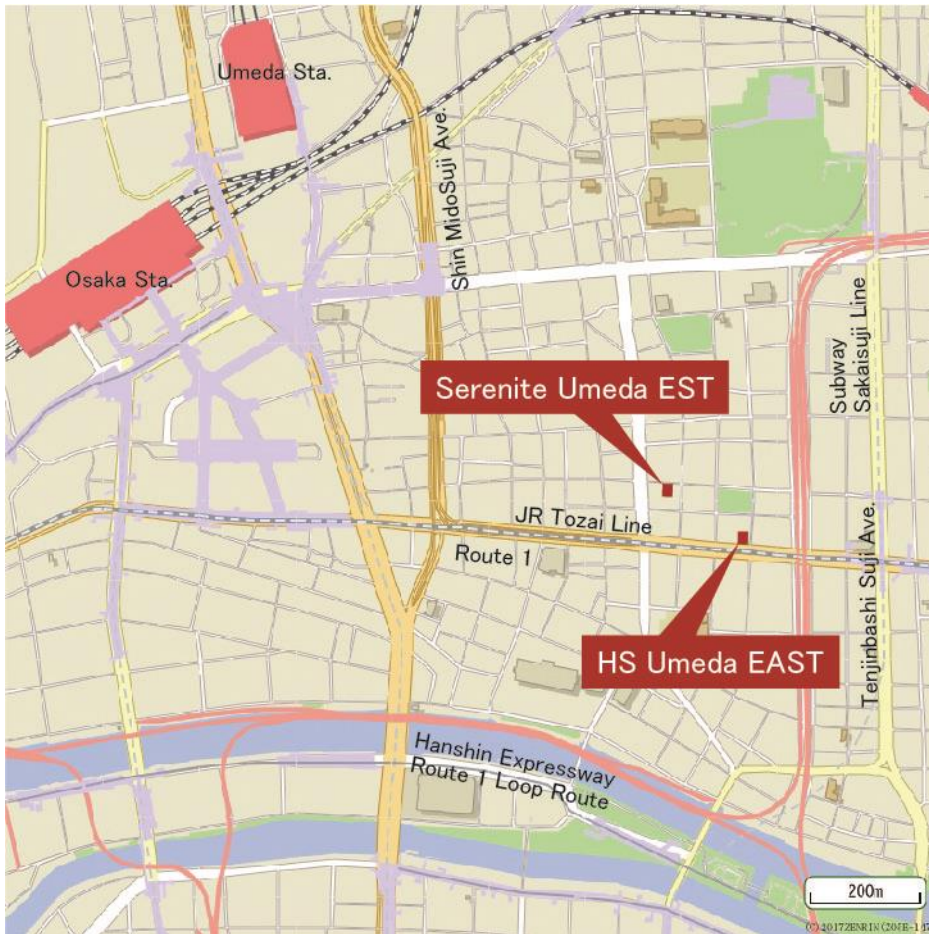 Umeda Sta.
Shin MidoSuji Ave.
Osaka Sta.
Subway
Sakaisuji Line
Serenite Umeda EST
JR Tozai Line
Route 1
Tenjinbashi Suji Ave.
HS Umeda EAST
Hanshin Expressway
Route 1 Loop Route
200m